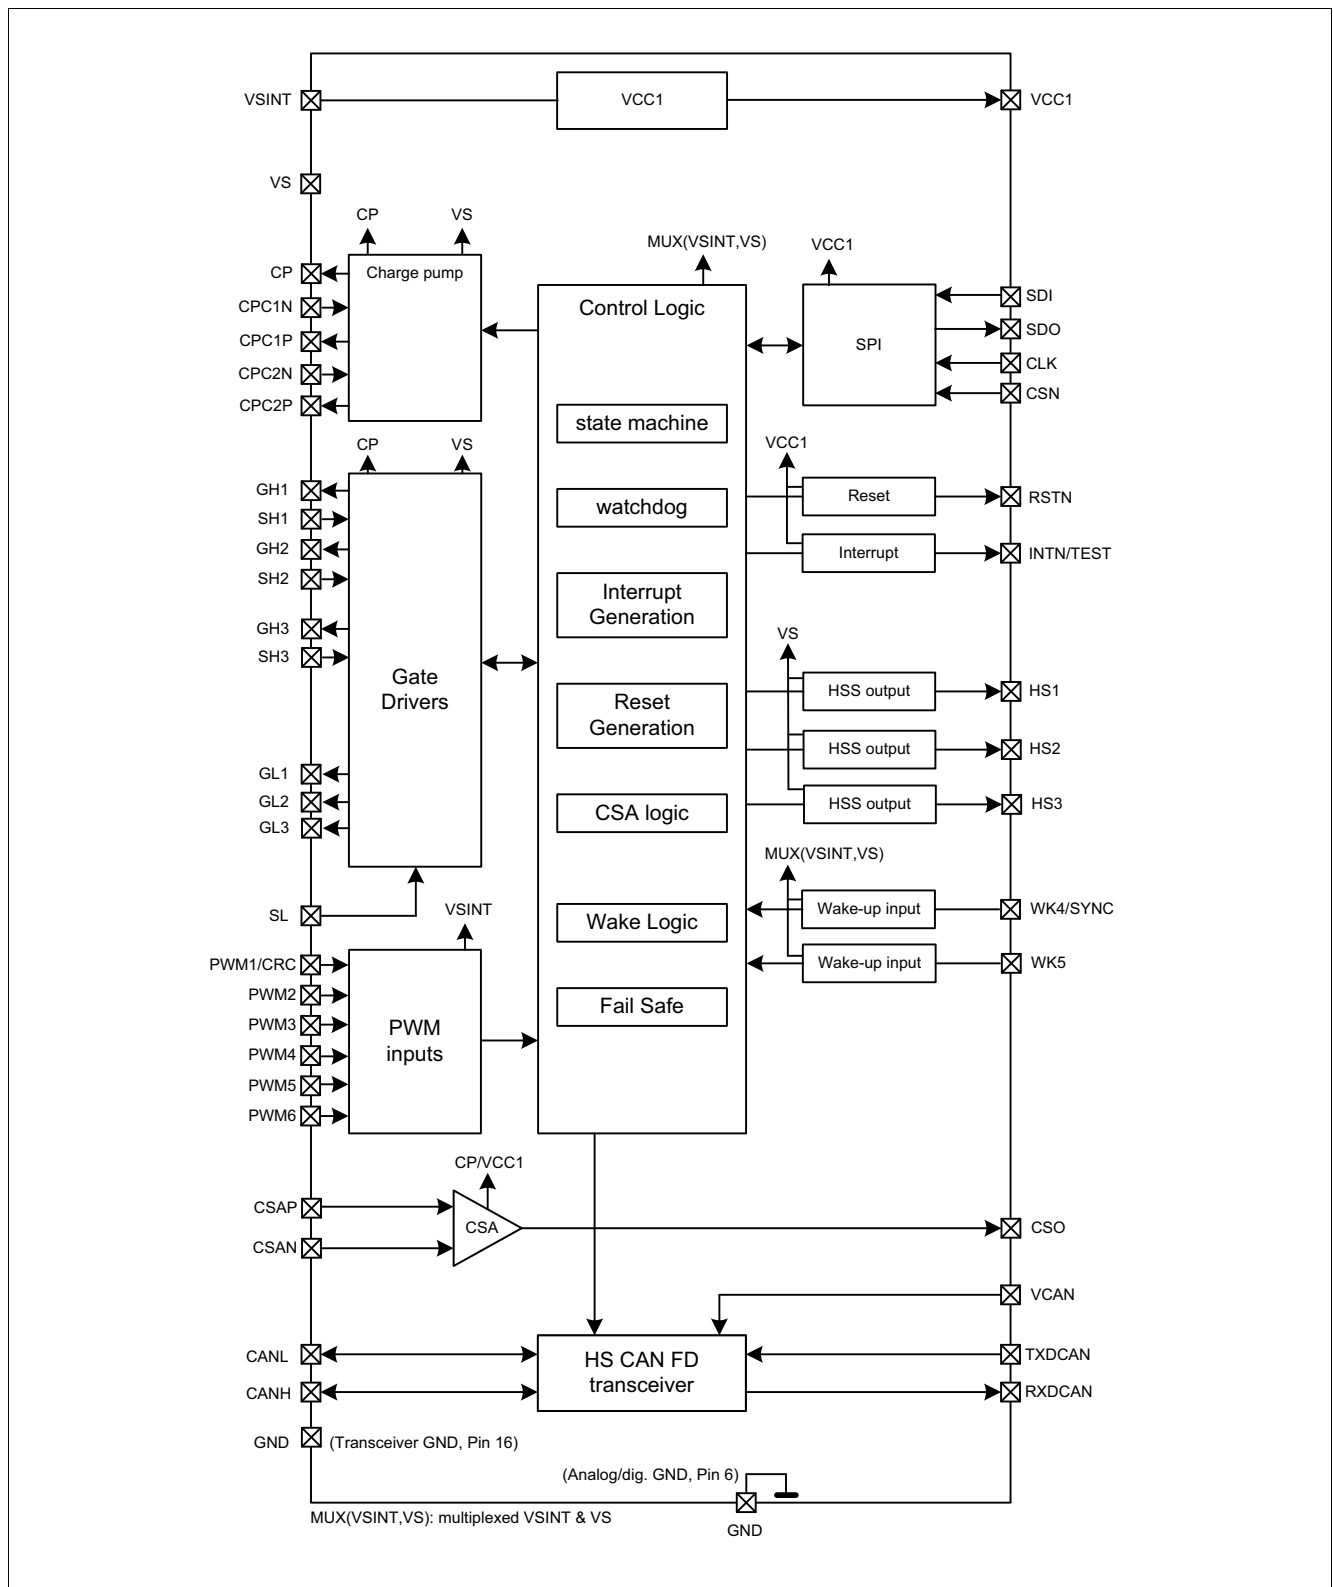 VSINT
VCC1
VCC1
VS
CP
VS
MUX(VSINT,VS)
VCC1
CP
Charge pump
CPC1N
CPC1P
CPC2N
CPC2P
Control Logic
SPI
SDI
SDO
CLK
CSN
state machine
watchdog
Interrupt
Generation
Reset
Generation
CSA logic
Wake Logic
Fail Safe
CP
VS
GH1
SH1
GH2
SH2
GH3
SH3
Gate
Drivers
GL1
GL2
GL3
SL
VCC1
Reset
RSTN
Interrupt
INTN/TEST
VS
HSS output
HS1
HSS output
HS2
HSS output
HS3
MUX(VSINT,VS)
Wake-up input
WK4/SYNC
Wake-up input
WK5
VSINT
PWM1/CRC
PWM2
PWM3
PWM4
PWM5
PWM6
PWM
inputs
CP/VCC1
CSAP
CSAN
CSA
CSO
VCAN
CANL
CANH
HS CAN FD
transceiver
TXDCAN
RXDCAN
GND
(Transceiver GND, Pin 16)
(Analog/dig. GND, Pin 6)
MUX(VSINT,VS): multiplexed VSINT & VS
GND